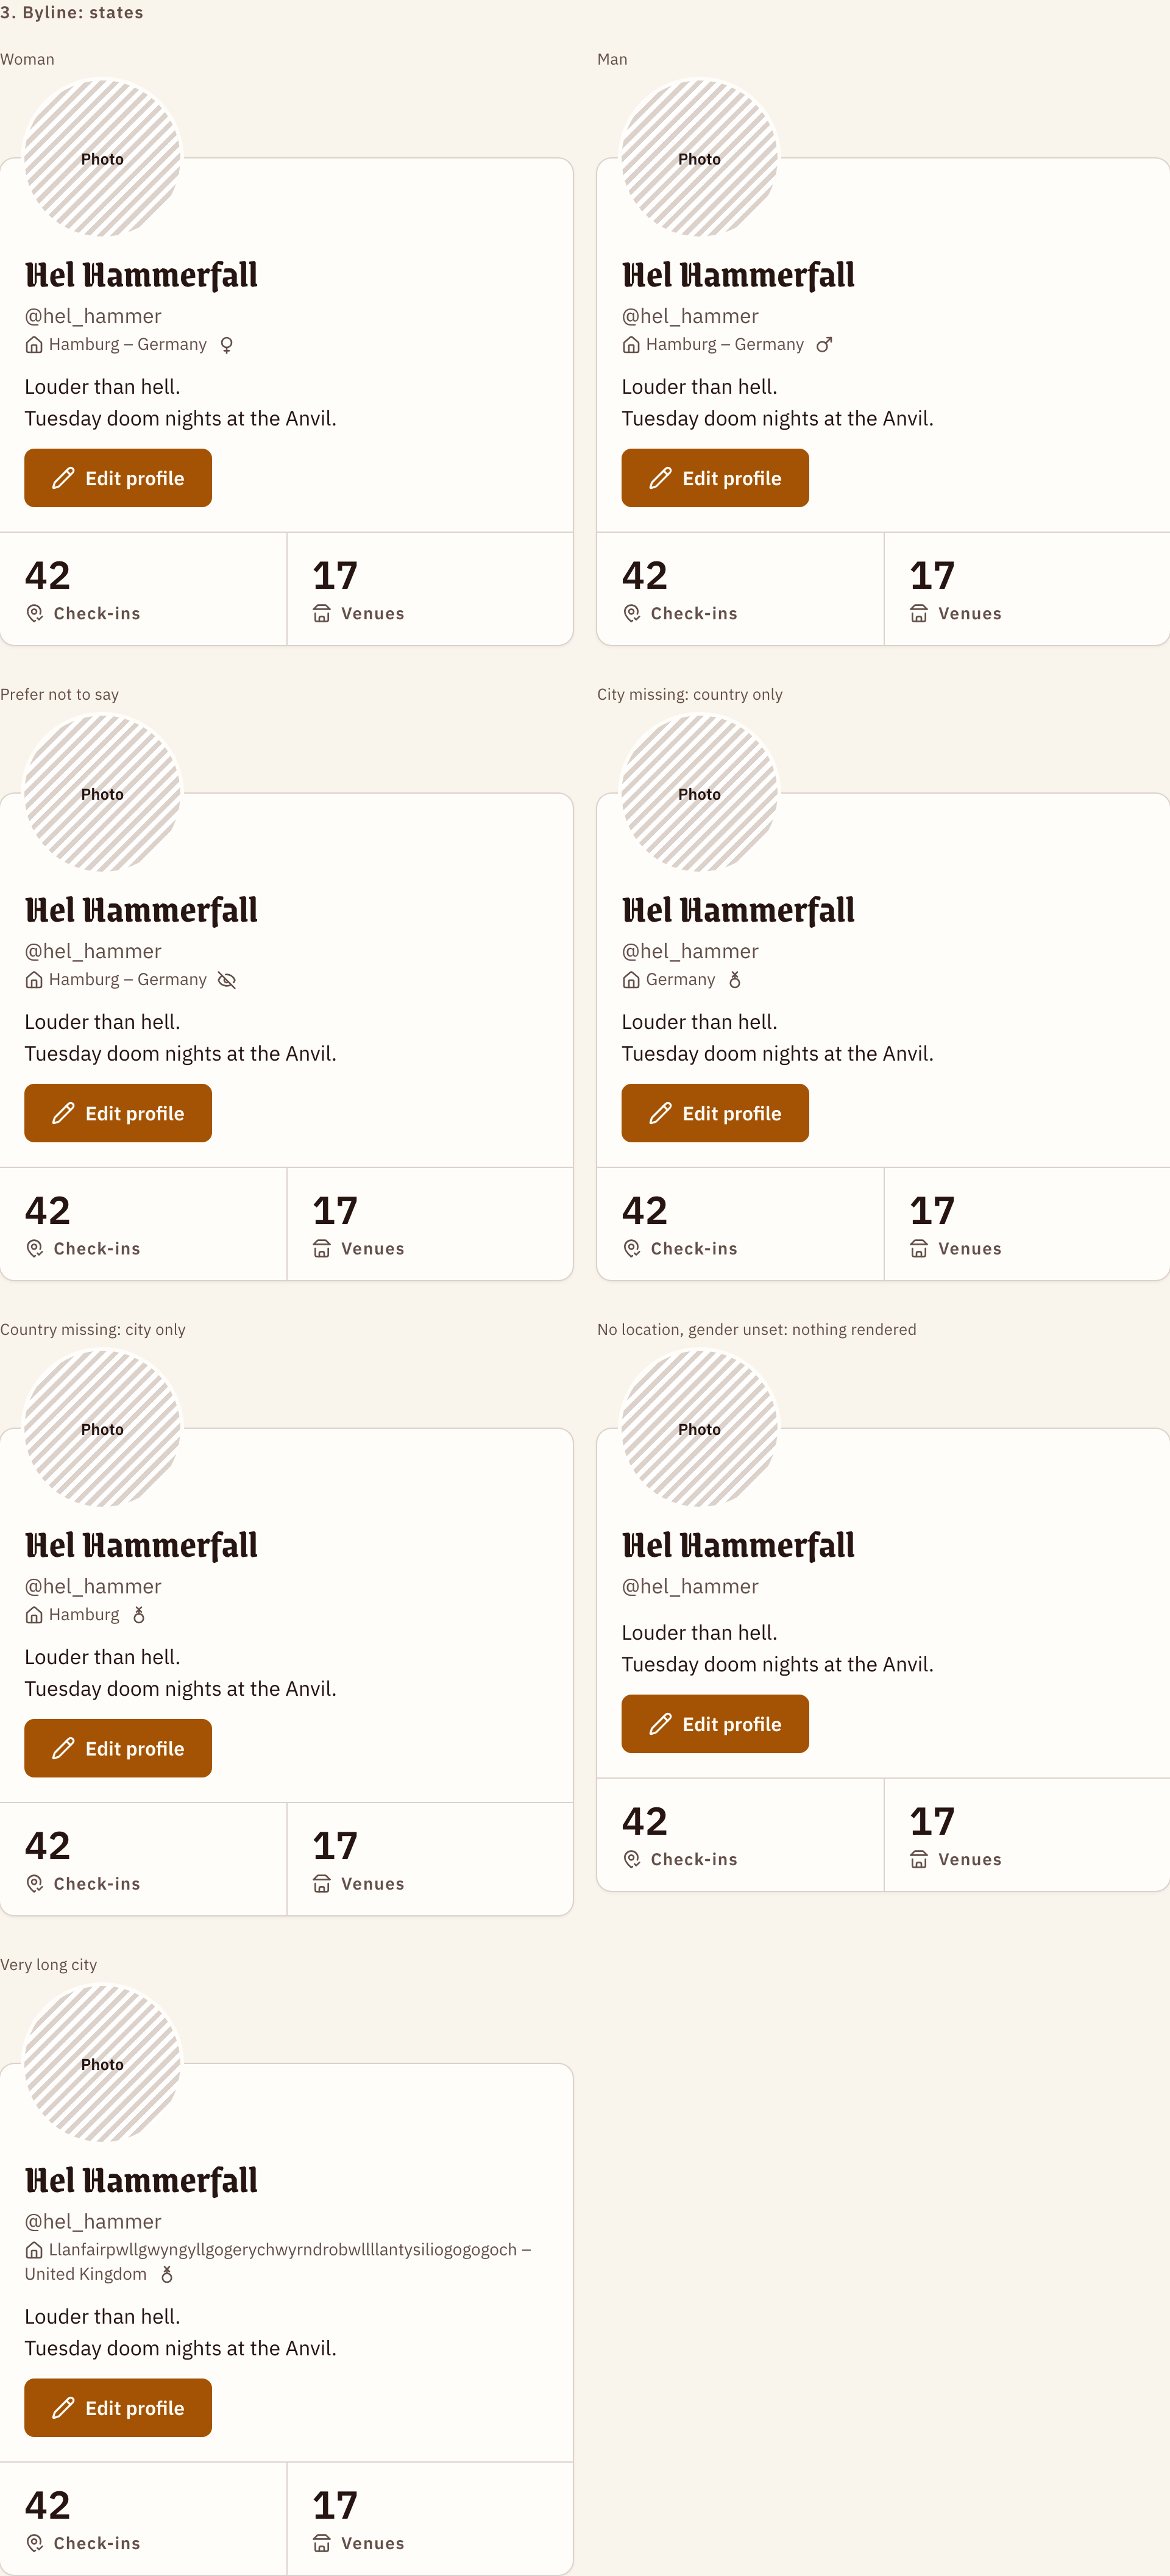 3. Byline: states
Woman
Photo
Hel Hammerfall
@hel_hammer
Hamburg – Germany
Louder than hell.
Tuesday doom nights at the Anvil.
Edit profile
42
Check-ins
17
Venues
Man
Photo
Hel Hammerfall
@hel_hammer
Hamburg – Germany
Louder than hell.
Tuesday doom nights at the Anvil.
Edit profile
42
Check-ins
17
Venues
Prefer not to say
Photo
Hel Hammerfall
@hel_hammer
Hamburg – Germany
Louder than hell.
Tuesday doom nights at the Anvil.
Edit profile
42
Check-ins
17
Venues
City missing: country only
Photo
Hel Hammerfall
@hel_hammer
Germany
Louder than hell.
Tuesday doom nights at the Anvil.
Edit profile
42
Check-ins
17
Venues
Country missing: city only
Photo
Hel Hammerfall
@hel_hammer
Hamburg
Louder than hell.
Tuesday doom nights at the Anvil.
Edit profile
42
Check-ins
17
Venues
No location, gender unset: nothing rendered
Photo
Hel Hammerfall
@hel_hammer
Louder than hell.
Tuesday doom nights at the Anvil.
Edit profile
42
Check-ins
17
Venues
Very long city
Photo
Hel Hammerfall
@hel_hammer
Llanfairpwllgwyngyllgogerychwyrndrobwllllantysiliogogogoch –
United Kingdom
Louder than hell.
Tuesday doom nights at the Anvil.
Edit profile
42
Check-ins
17
Venues